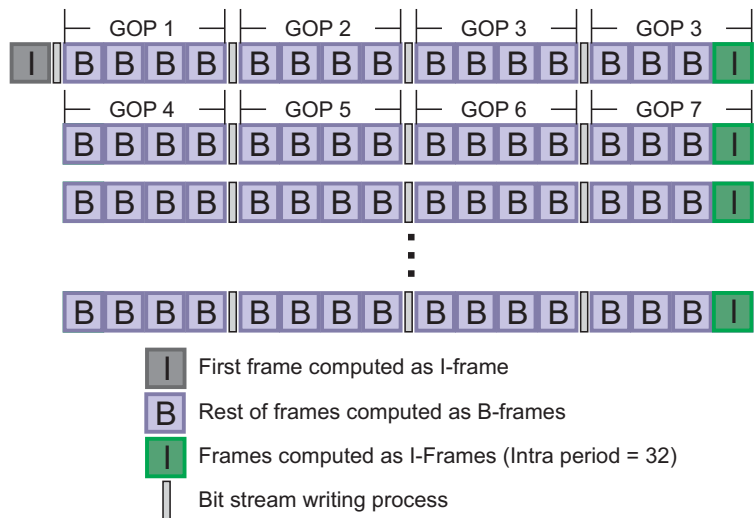 GOP 1 GOP 2 GOP 3 GOP 3
I B B B B B B B B B B B B B B B I
GOP 4 GOP 5 GOP 6 GOP 7
B B B B B B B B B B B B B B B I
B B B B B B B B B B B B B B B I
B B B B B B B B B B B B B B B I
I First frame computed as I-frame
B Rest of frames computed as B-frames
I Frames computed as I-Frames (Intra period = 32)
Bit stream writing process